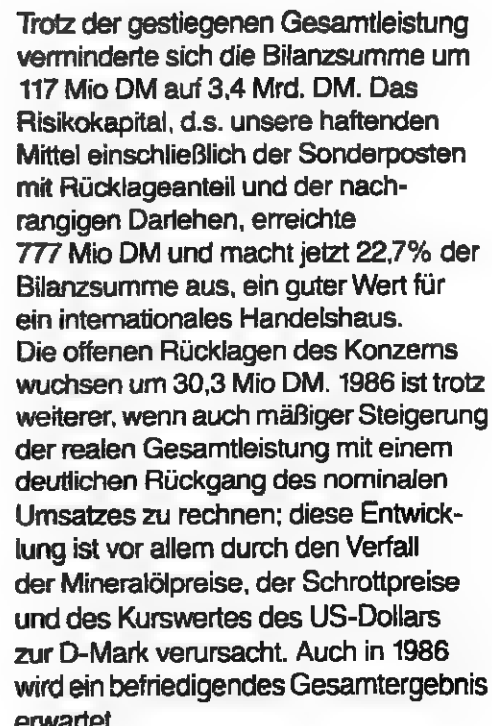 Trotz der gestiegenen Gesamtleistung
verminderte sich die Bilanzsumme um
117 Mio DM auf 3,4 Mrd. DM. Das
Risikokapital, d.s. unsere haftenden
Mittel einschließlich der Sonderposten
mit Rücklageanteil und der nach-
rangigen Darlehen, erreichte
777 Mio DM und macht jetzt 22,7% der
Bilanzsumme aus, ein guter Wert für
ein internationales Handelshaus.
Die offenen Rücklagen des Konzerns
wuchsen um 30,3 Mio DM. 1986 ist trotz
weiterer, wenn auch mäßiger Steigerung
der realen Gesamtleistung mit einem
deutlichen Rückgang des nominalen
Umsatzes zu rechnen; diese Entwick-
lung ist vor allem durch den Verfall
der Mineralölpreise, der Schrottpreise
und des Kurswertes des US-Dollars
zur D-Mark verursacht. Auch in 1986
wird ein befriedigendes Gesamtergebnis
erwartet